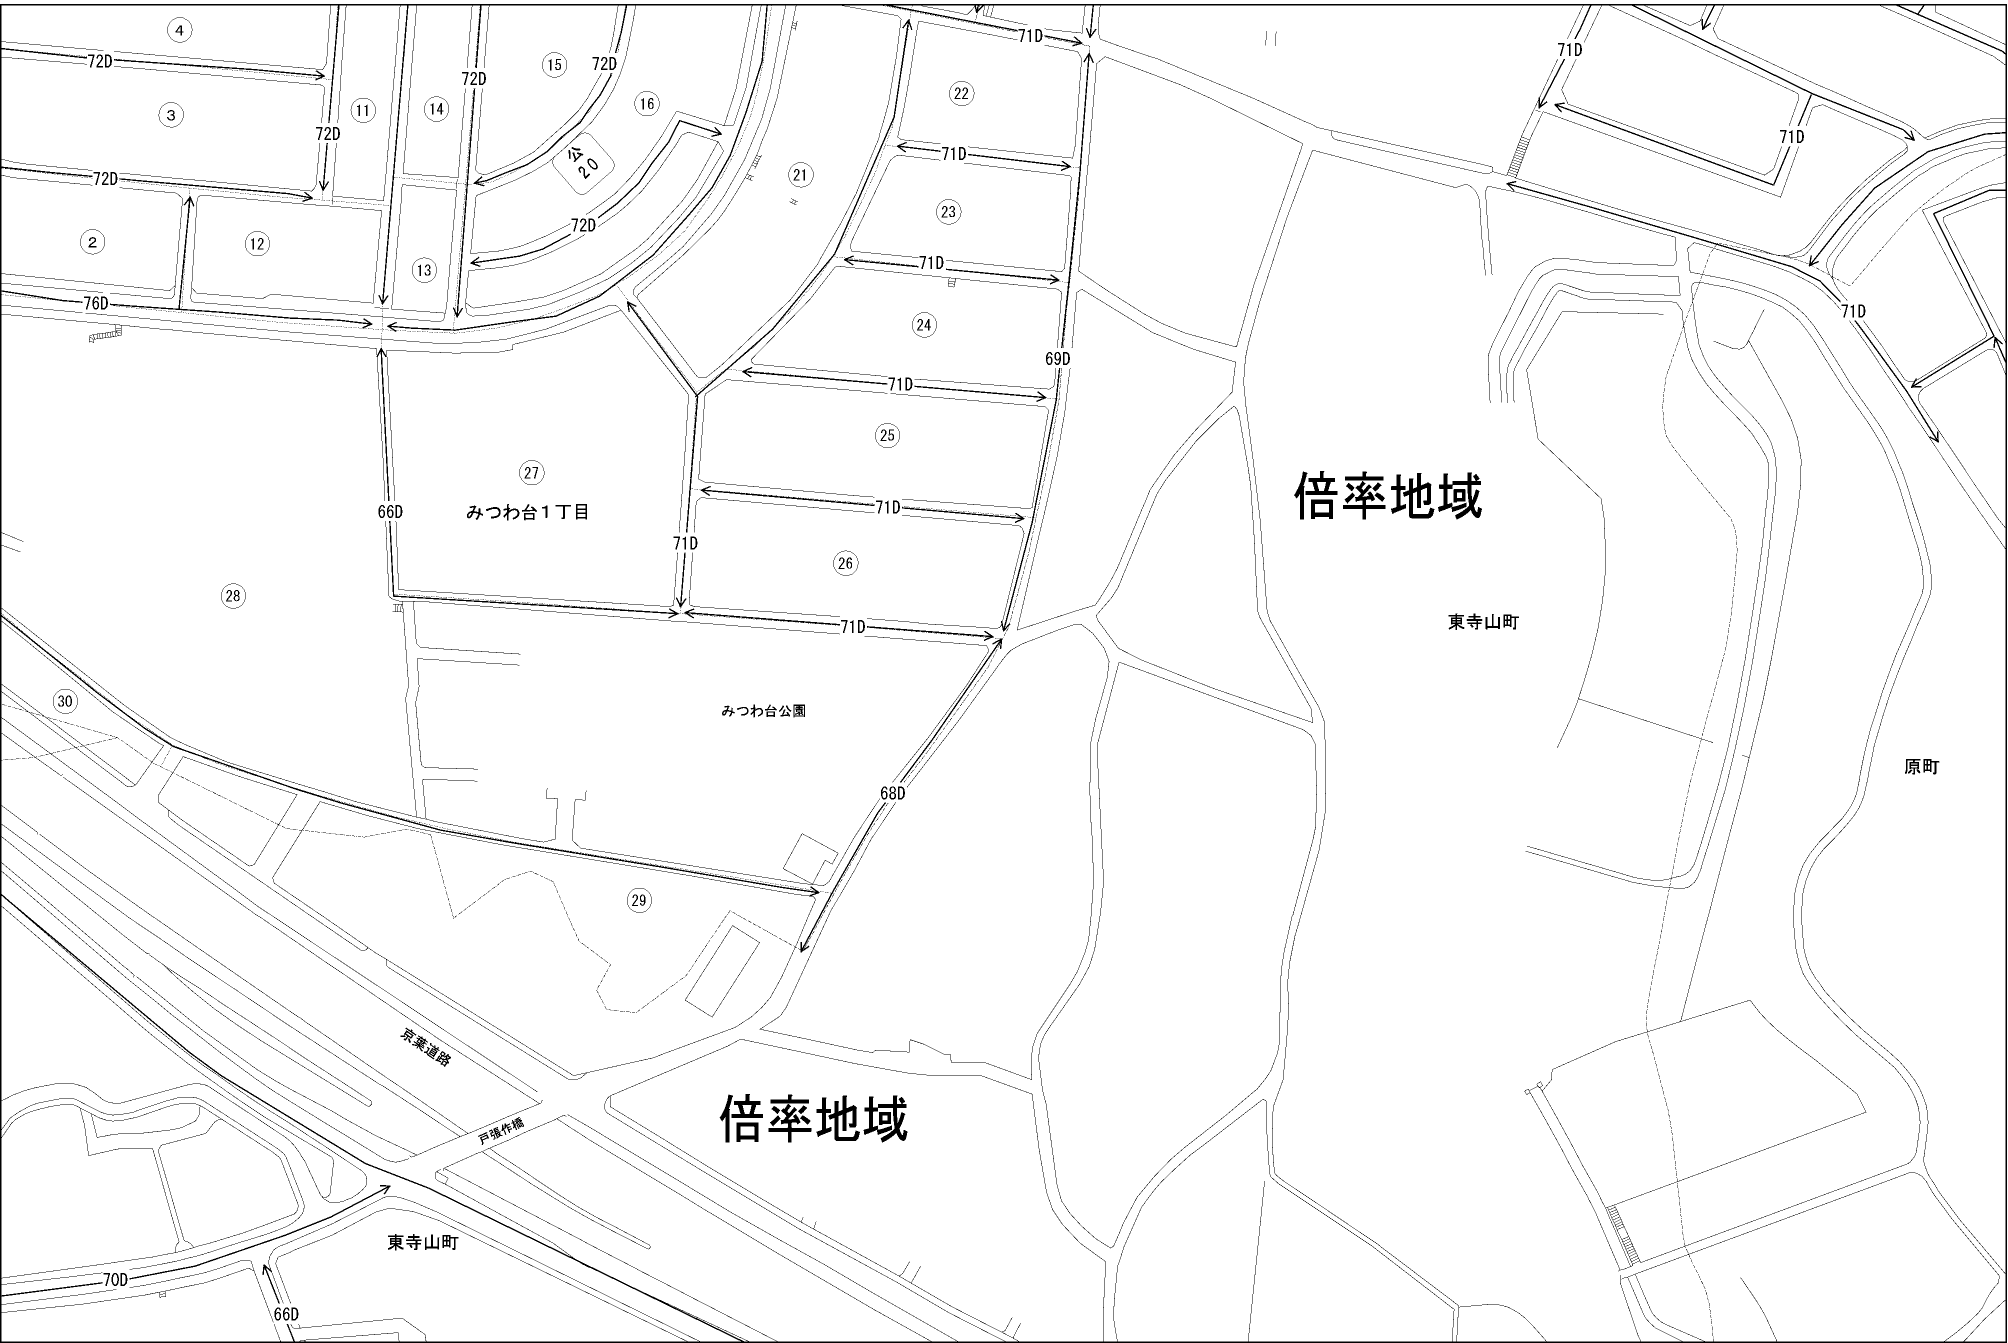 ④
72D
72D
⑮
72D
71D
71D
③
⑪
⑭
⑯
㉒
72D
71D
公
20
71D
72D
㉑
②
⑫
⑬
72D
㉓
71D
76D
㉔
71D
69D
71D
㉕
倍率地域
㉗
みつわ台1丁目
66D
71D
71D
㉖
㉘
東寺山町
71D
㉚
みつわ台公園
原町
68D
㉙
京葉道路
倍率地域
戸張作橋
東寺山町
70D
66D